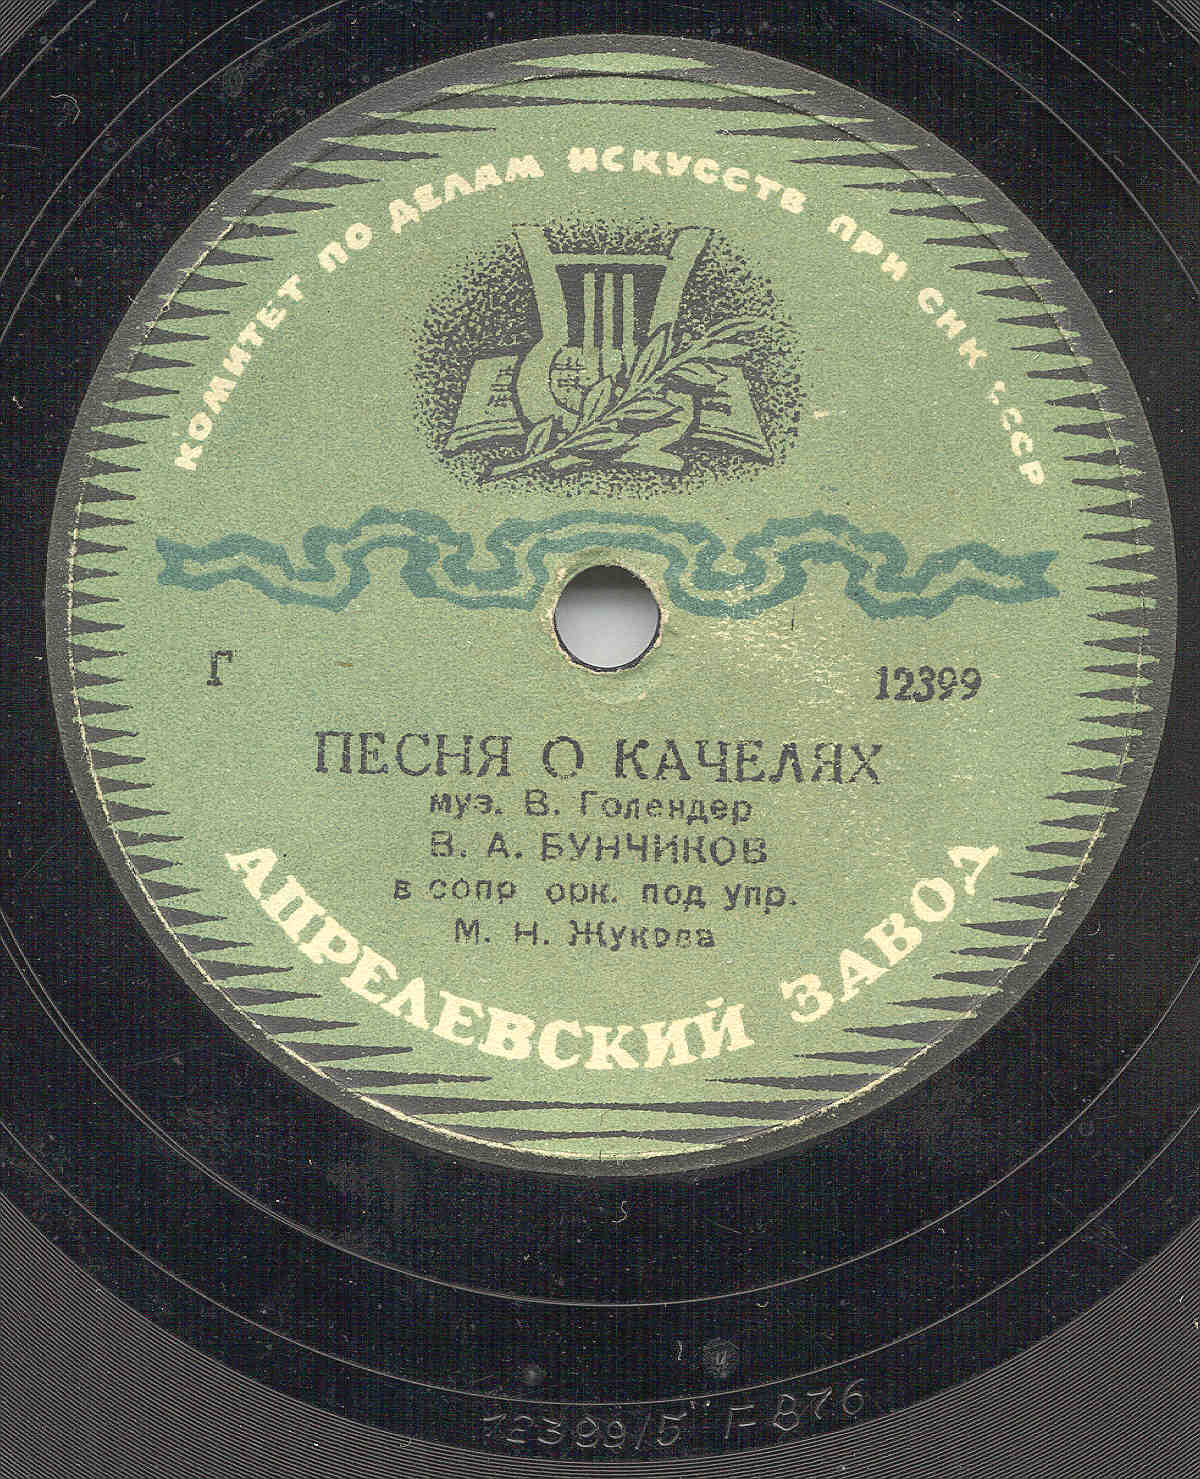 КОМИТЕТ ПО ДЕЛАМ ИСКУССТВ ПРИ СНК СССР
Г
12399
ПЕСНЯ О КАЧЕЛЯХ
муз. В. Голендер
В. А. БУНЧИКОВ
в сопр орк. под упр.
М. Н. Жукова
АПРЕЛЕВСКИЙ ЗАВОД
12399/5 Г-876